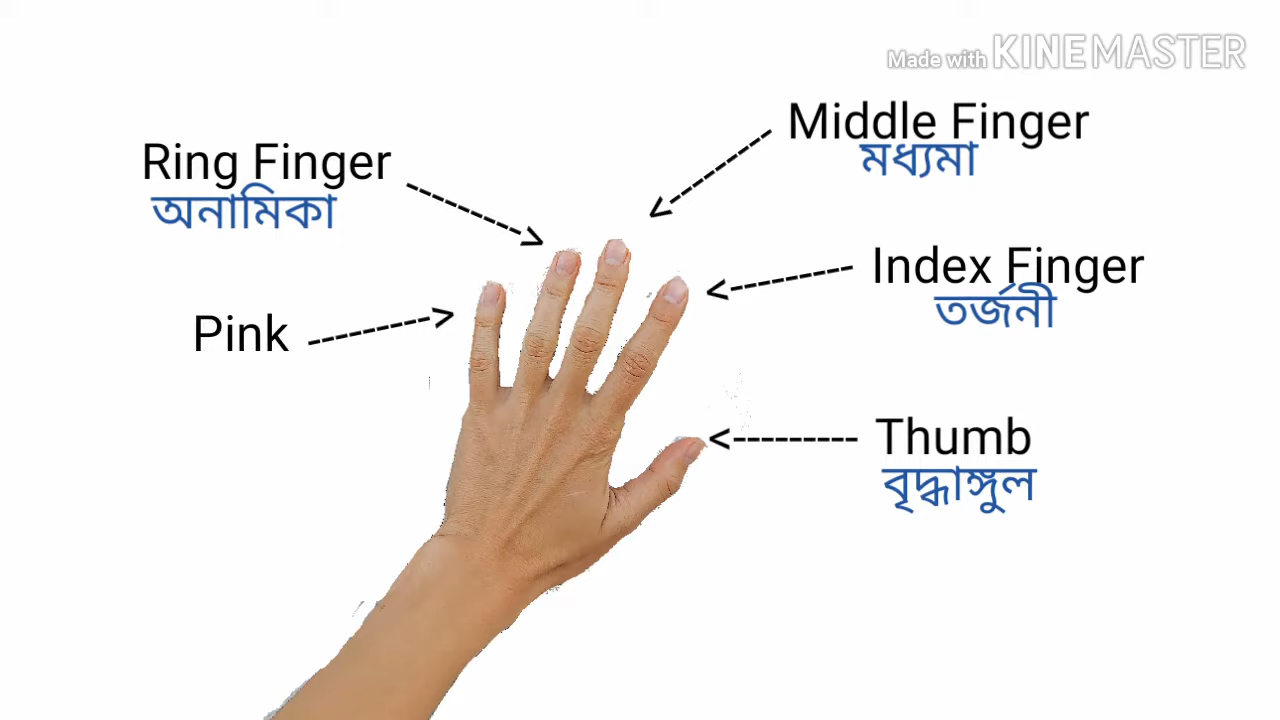 Made with KINEMASTER
Middle Finger
মধ্যমা
Ring Finger
অনামিকা
Index Finger
তর্জনী
Pink
Thumb
বৃদ্ধাঙ্গুল